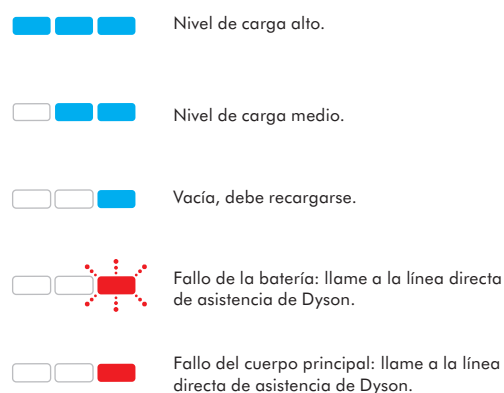 Nivel de carga alto.
Nivel de carga medio.
Vacía, debe recargarse.
Fallo de la batería: llame a la línea directa
de asistencia de Dyson.
Fallo del cuerpo principal: llame a la línea
directa de asistencia de Dyson.